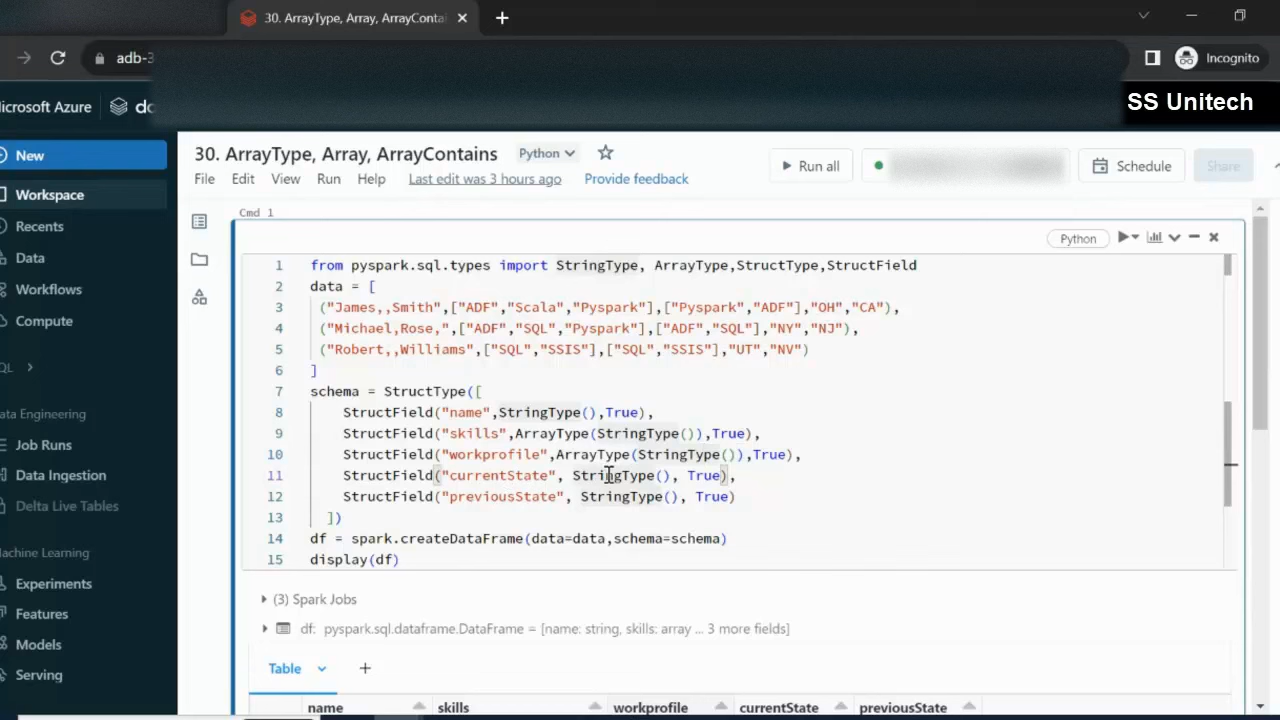 30. ArrayType, Array, ArrayConta
adb-3
Incognito
SS Unitech
icrosoft Azure
New
Workspace
Recents
Data
Workflows
Compute
QL
ata Engineering
Job Runs
Data Ingestion
Delta Live Tables
achine Learning
Experiments
Features
Models
Serving
30. ArrayType, Array, ArrayContains Python
Run all
Schedule
Share
File Edit View Run Help Last edit was 3 hours ago Provide feedback
Cmd 1
Python
1 from pyspark.sql.types import StringType, ArrayType,StructType,StructField
2 data = [
3 ("James,,Smith",["ADF","Scala","Pyspark"],["Pyspark","ADF"],"OH","CA"),
4 ("Michael,Rose,",["ADF","SQL","Pyspark"],["ADF","SQL"],"NY","NJ"),
5 ("Robert,,Williams",["SQL","SSIS"],["SQL","SSIS"],"UT","NV")
6 ]
7 schema = StructType([
8 StructField("name",StringType(),True),
9 StructField("skills",ArrayType(StringType()),True),
10 StructField("workprofile",ArrayType(StringType()),True),
11 StructField("currentState", StringType(), True),
12 StructField("previousState", StringType(), True)
13 ])
14 df = spark.createDataFrame(data=data,schema=schema)
15 display(df)
(3) Spark Jobs
df: pyspark.sql.dataframe.DataFrame = [name: string, skills: array ... 3 more fields]
Table
name skills workprofile currentState previousState